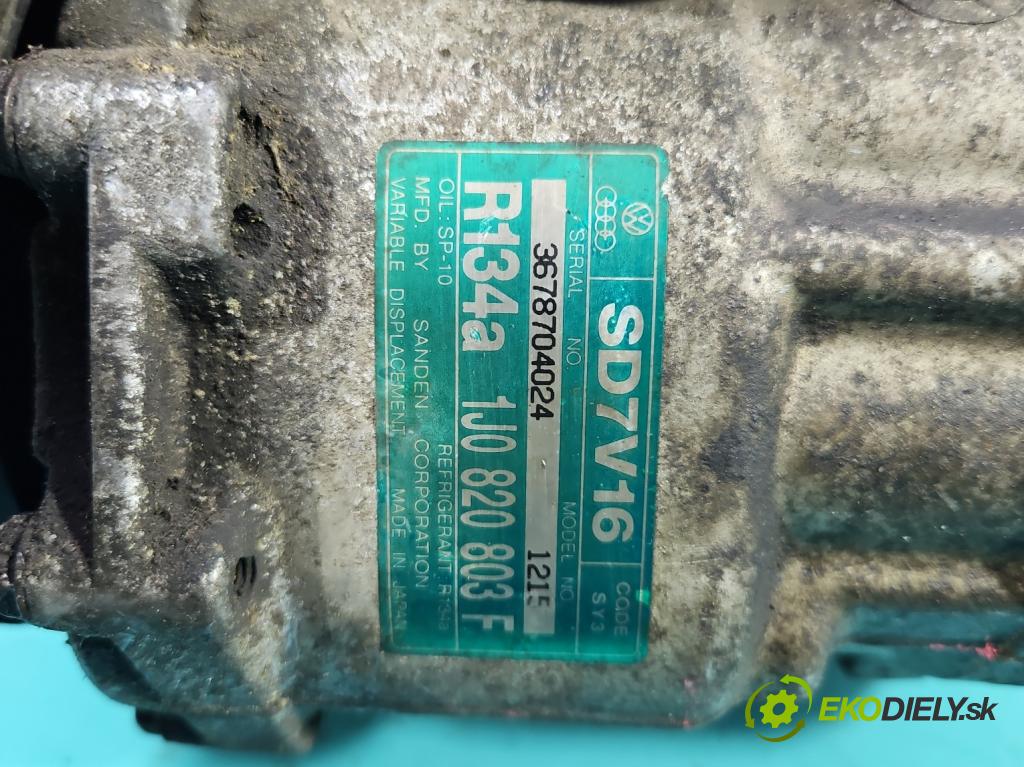 SD7V16
CODE
SY3
SERIAL NO.
MODEL NO
3678704024
1215
R134a 1J0 820 803 F
OIL: SP-10
REFRIGERANT: R134a
MFD. BY SANDEN CORPORATION
VARIABLE DISPLACEMENT
MADE IN JAPAN
EKODIELY.sk